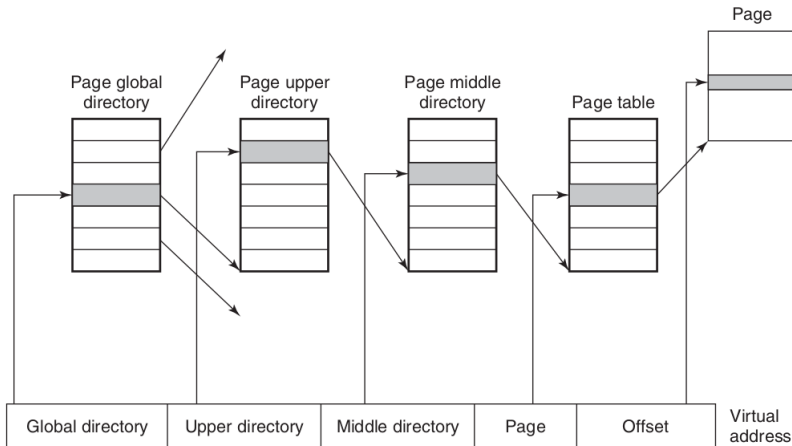 Page
Page global
directory
Page upper
directory
Page middle
directory
Page table
Global directory
Upper directory
Middle directory
Page
Offset
Virtual
address